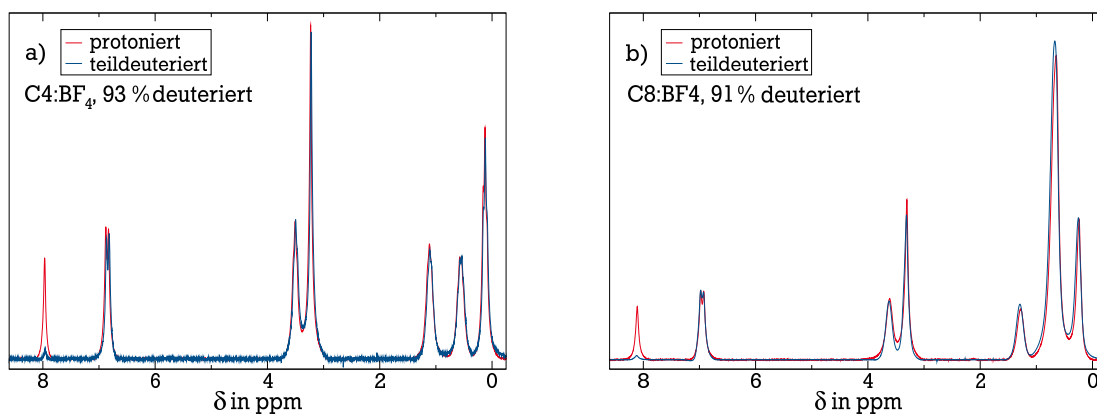 a)
protoniert
teildeuteriert
C4:BF₄, 93 % deuteriert
8 6 4 2 0
δ in ppm
b)
protoniert
teildeuteriert
C8:BF4, 91% deuteriert
8 6 4 2 0
δ in ppm